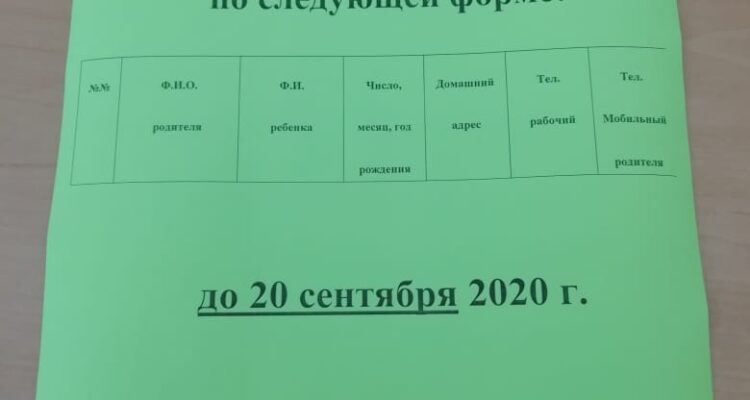 по следующей форме:
№№ Ф.И.О. родителя Ф.И. ребенка Число, месяц, год рождения Домашний адрес Тел. рабочий Тел. Мобильный родителя
до 20 сентября 2020 г.